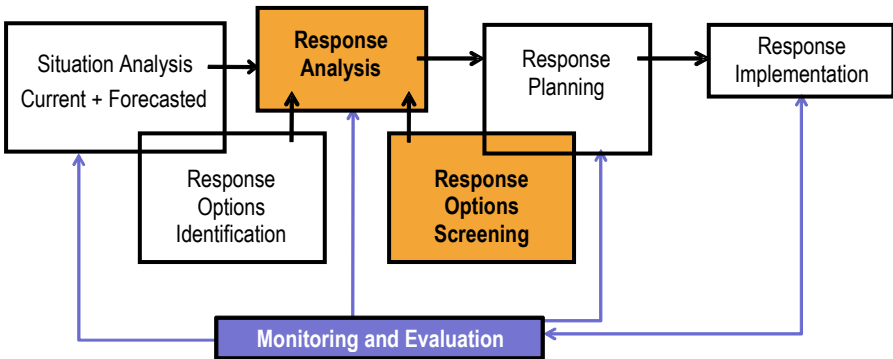 Situation Analysis
Current + Forecasted
Response
Analysis
Response
Planning
Response
Implementation
Response
Options
Identification
Response
Options
Screening
Monitoring and Evaluation